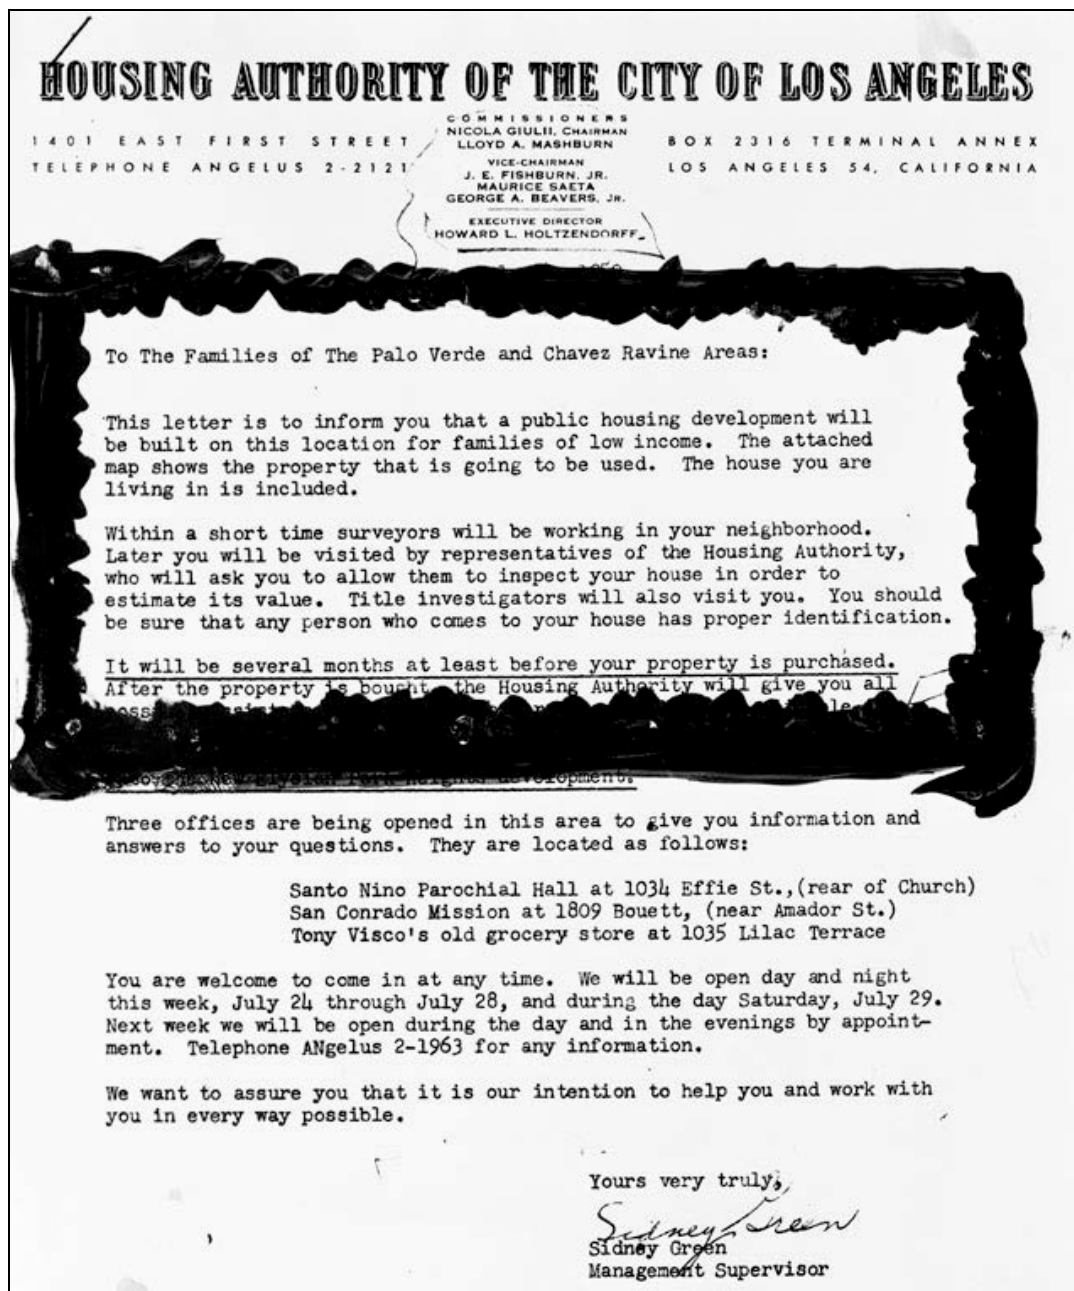 HOUSING AUTHORITY OF THE CITY OF LOS ANGELES
1401 EAST FIRST STREET
TELEPHONE ANGELUS 2-2121
COMMISSIONERS
NICOLA GIULII, CHAIRMAN
LLOYD A. MASHBURN
VICE-CHAIRMAN
J. E. FISHBURN, JR.
MAURICE SAETA
GEORGE A. BEAVERS, JR.
EXECUTIVE DIRECTOR
HOWARD L. HOLTZENDORFF
BOX 2316 TERMINAL ANNEX
LOS ANGELES 54, CALIFORNIA
To The Families of The Palo Verde and Chavez Ravine Areas:
This letter is to inform you that a public housing development will
be built on this location for families of low income. The attached
map shows the property that is going to be used. The house you are
living in is included.
Within a short time surveyors will be working in your neighborhood.
Later you will be visited by representatives of the Housing Authority,
who will ask you to allow them to inspect your house in order to
estimate its value. Title investigators will also visit you. You should
be sure that any person who comes to your house has proper identification.
It will be several months at least before your property is purchased.
After the property is bought, the Housing Authority will give you all
Park Heights development.
Three offices are being opened in this area to give you information and
answers to your questions. They are located as follows:
Santo Nino Parochial Hall at 1034 Effie St.,(rear of Church)
San Conrado Mission at 1809 Bouett, (near Amador St.)
Tony Visco's old grocery store at 1035 Lilac Terrace
You are welcome to come in at any time. We will be open day and night
this week, July 24 through July 28, and during the day Saturday, July 29.
Next week we will be open during the day and in the evenings by appoint-
ment. Telephone ANgelus 2-1963 for any information.
We want to assure you that it is our intention to help you and work with
you in every way possible.
Yours very truly,
Sidney Green
Sidney Green
Management Supervisor